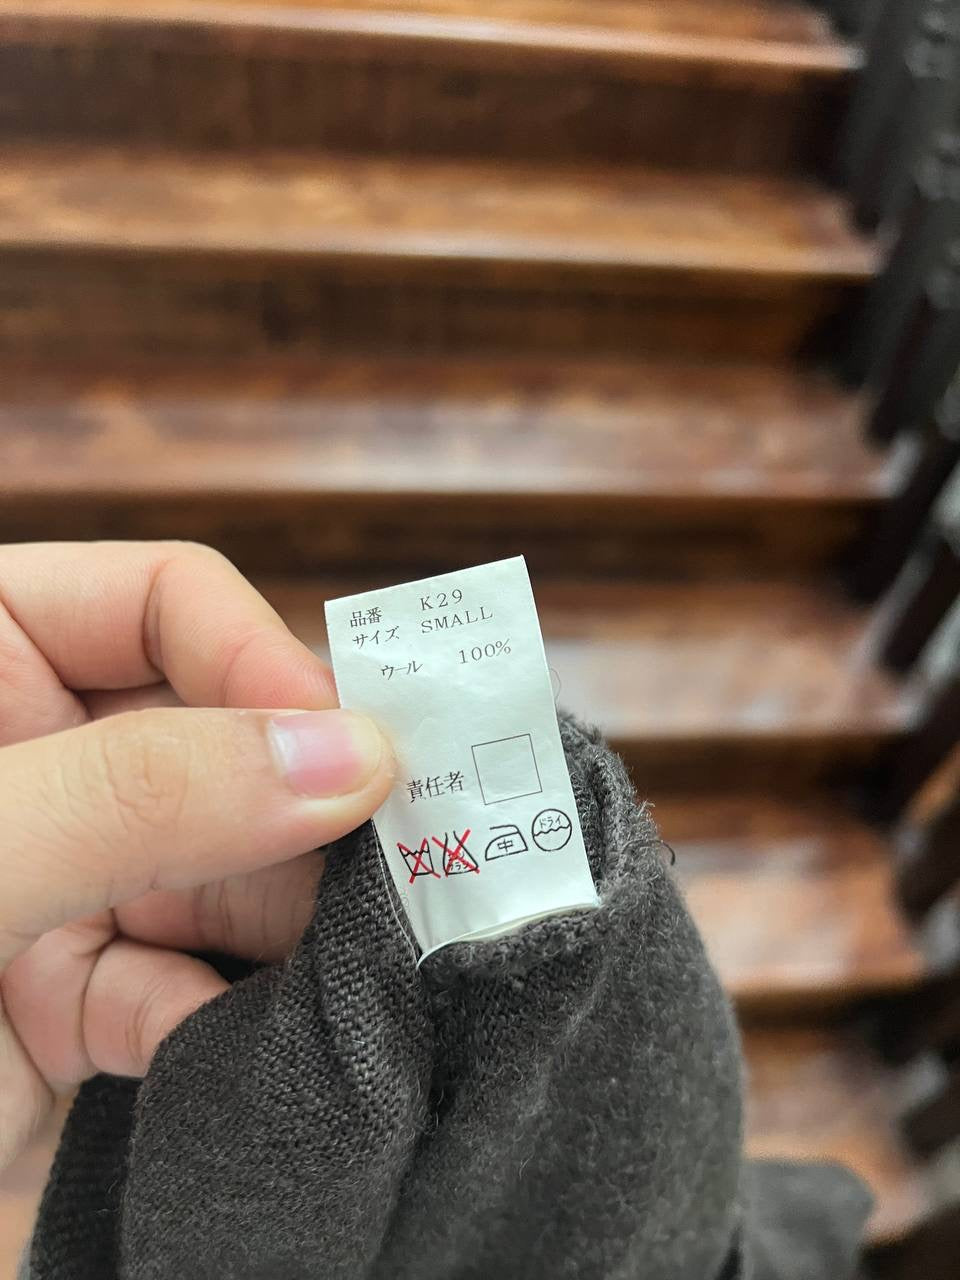 品番 K29
サイズ SMALL
ウール 100%
責任者
中 ドライ